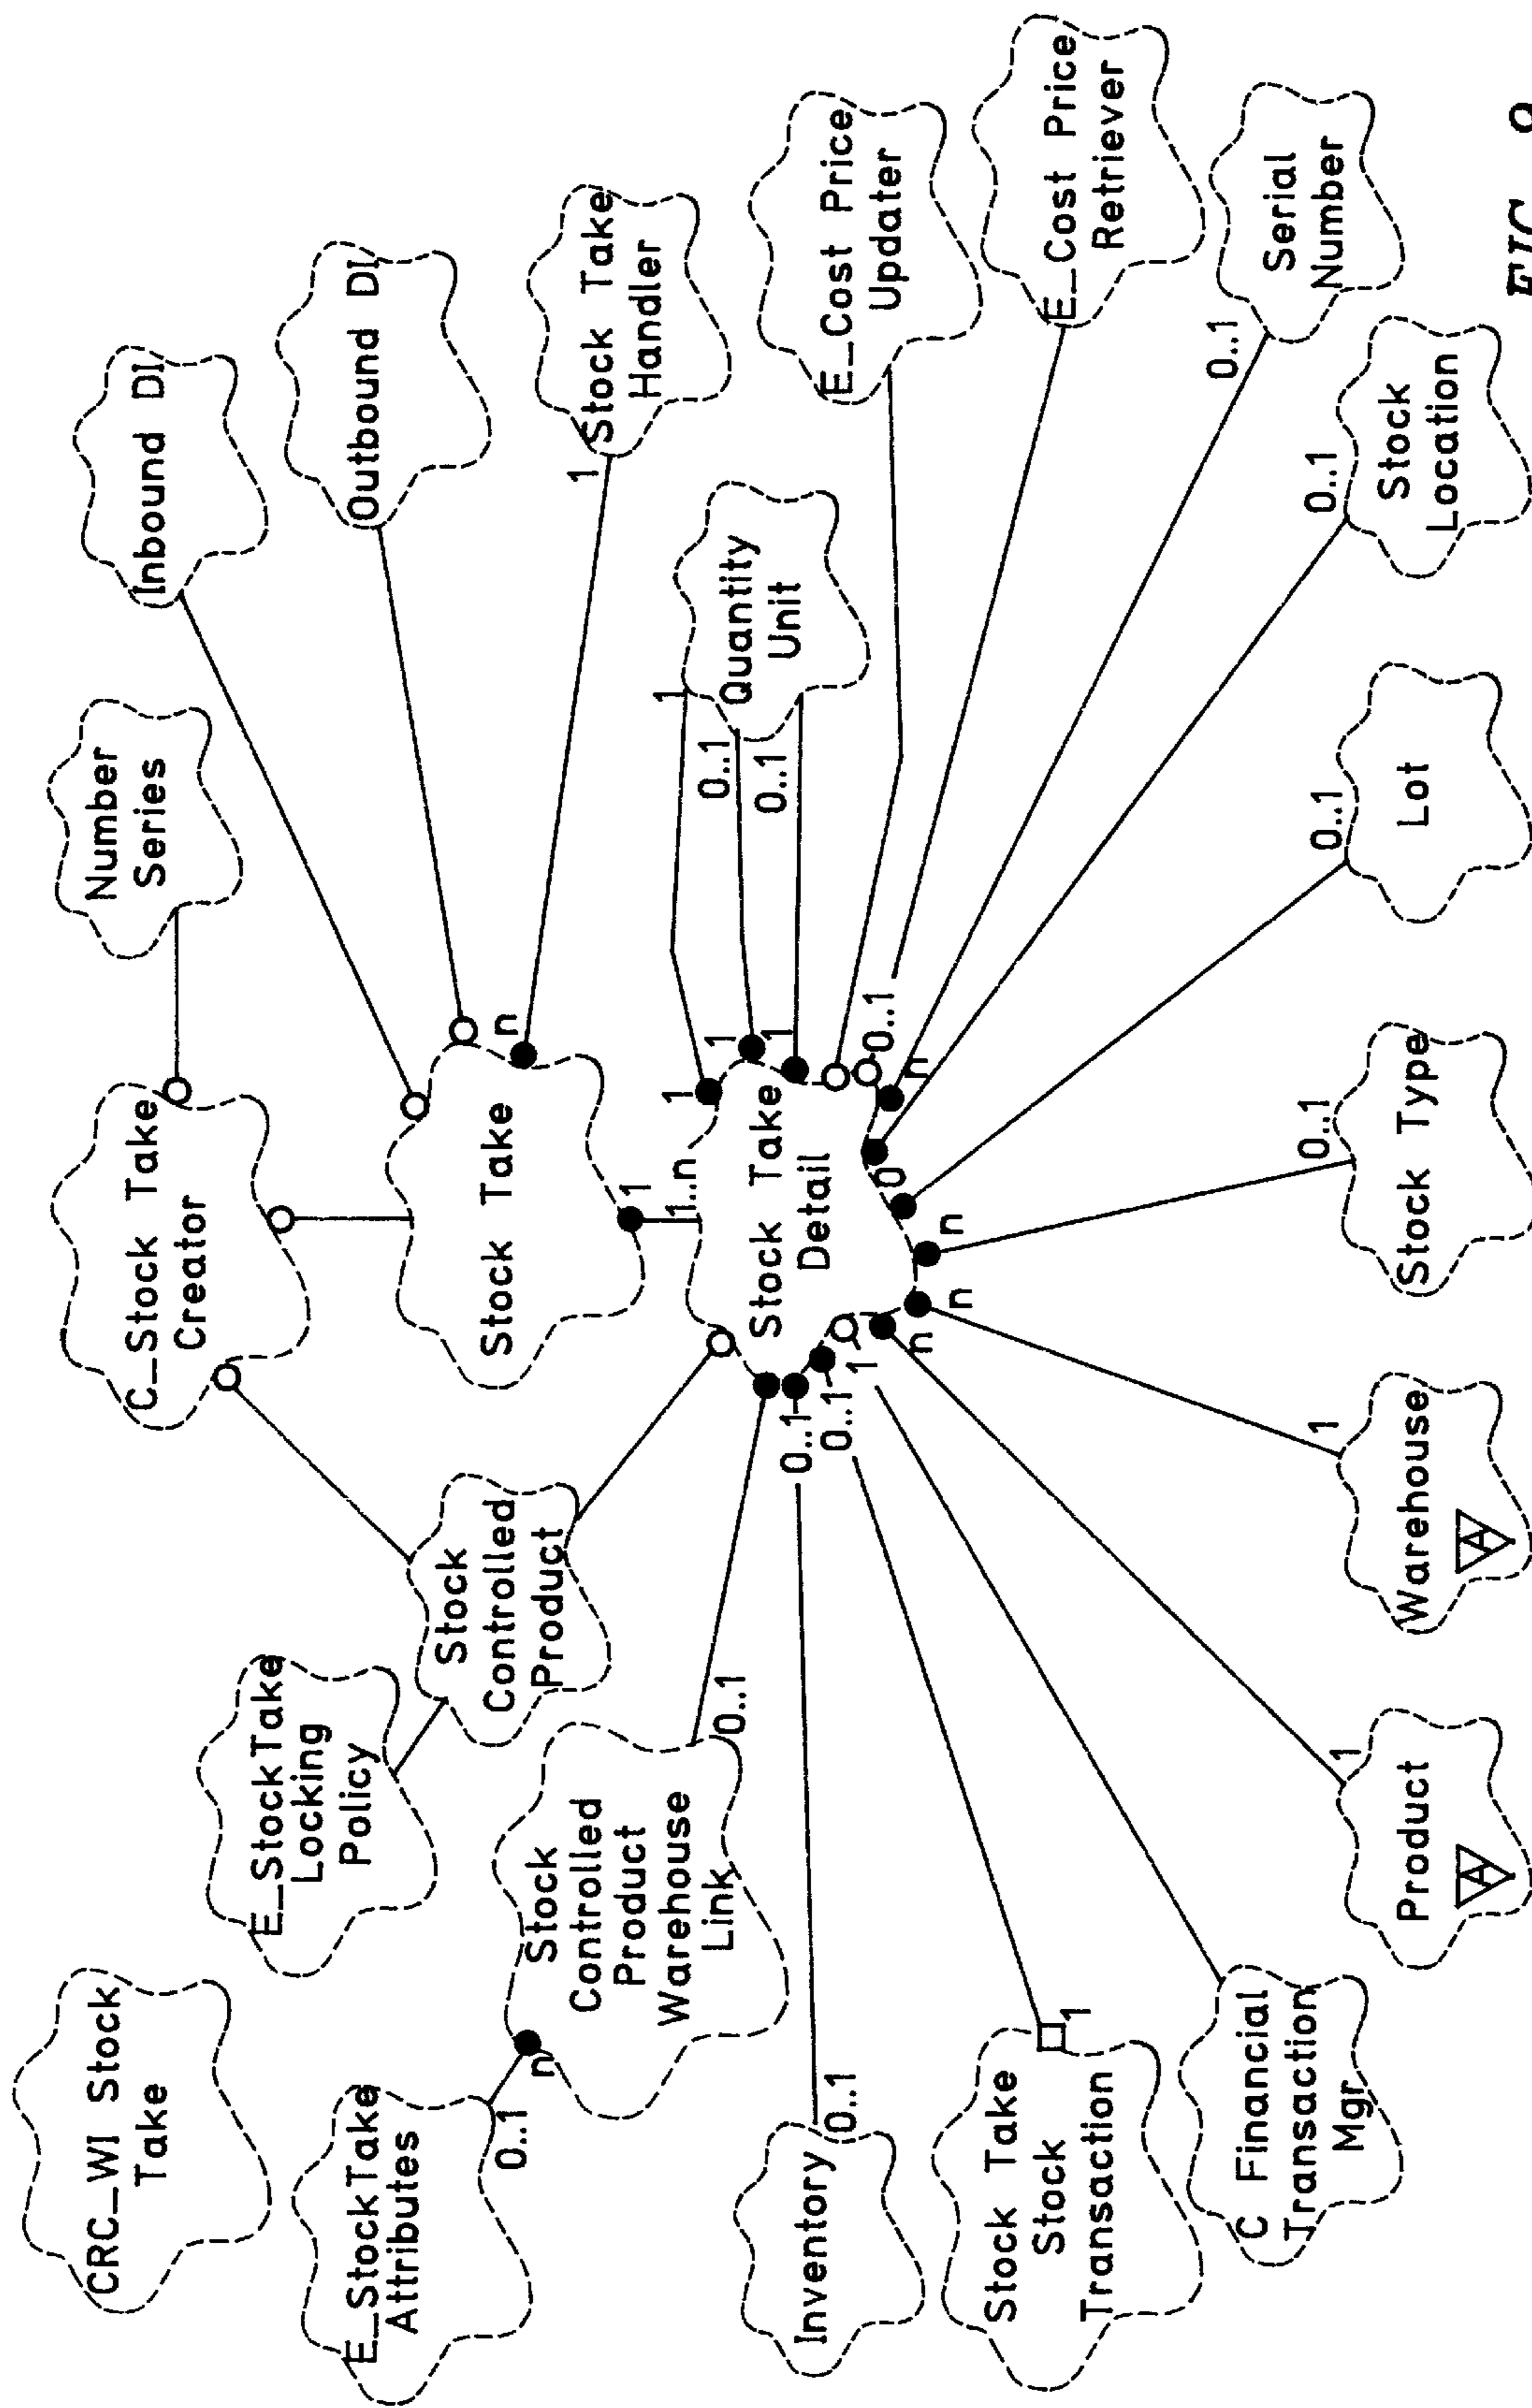 CRC_WI Stock
Take
C_Stock Take
Creator
Number
Series
Inbound DI
E_StockTake
Locking
Policy
E_StockTake
Attributes
0..1
n
Stock
Controlled
Product
Stock Take
n
Outbound DI
Stock
Controlled
Product
Warehouse
Link
0..1
1
1..n
1
Stock Take
Handler
1
1
1
1
0..1
0..1
Quantity
Unit
Stock Take
Detail
Inventory
0..1
0..1
0..1
1
0..1
E_Cost Price
Updater
n
n
n
n
0
n
Stock Take
Stock
Transaction
1
E_Cost Price
Retriever
C Financial
Transaction
Mgr
0..1
Serial
Number
1
Product
A
1
Warehouse
A
0..1
Stock Type
0..1
Lot
0..1
Stock
Location
FIG.